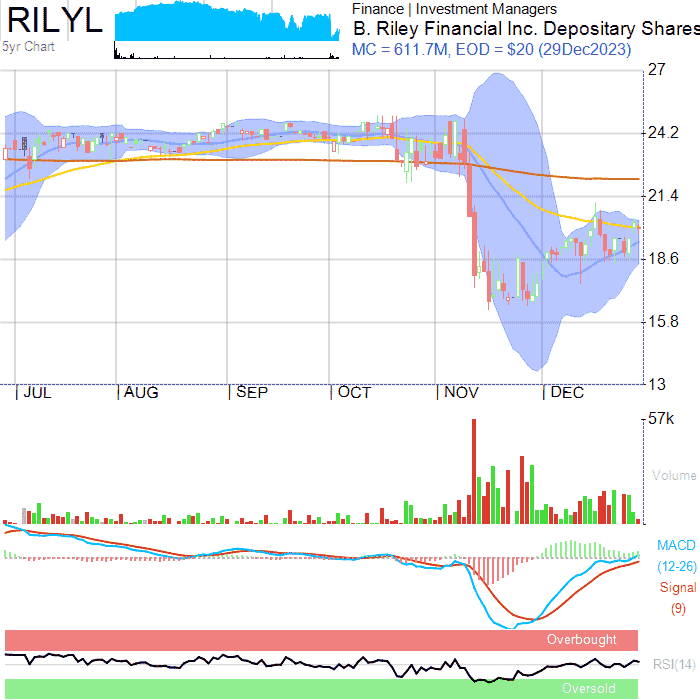 RILYL
5yr Chart
Finance | Investment Managers
B. Riley Financial Inc. Depositary Shares
MC = 611.7M, EOD = $20 (29Dec2023)
27
24.2
21.4
18.6
15.8
13
JUL AUG SEP OCT NOV DEC
57k
Volume
MACD
(12-26)
Signal
(9)
Overbought
RSI(14)
Oversold